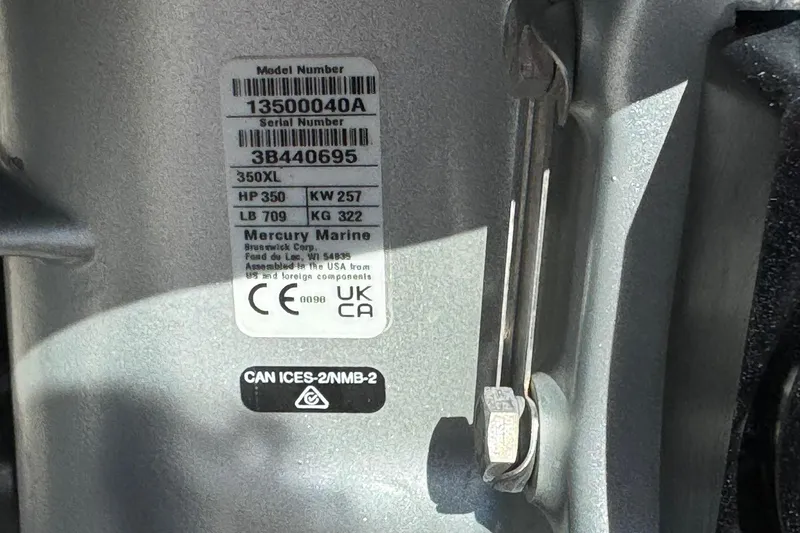 Model Number
13500040A
Serial Number
3B440695
350XL
HP 350 KW 257
LB 709 KG 322
Mercury Marine
Brunswick Corp.
Fond du Lac, WI 54935
Assembled in the USA from
US and foreign components
CE 0098 UK
CA
CAN ICES-2/NMB-2